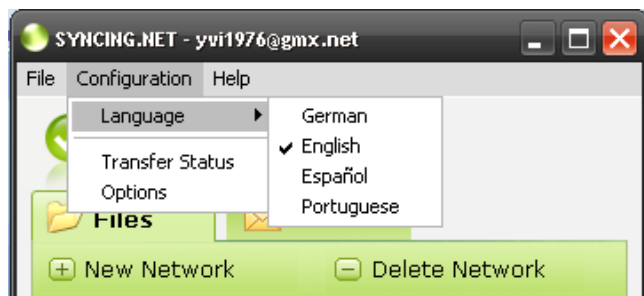 SYNCING.NET - yvi1976@gmx.net
File Configuration Help
Language
German
English
Español
Portuguese
Transfer Status
Options
Files
New Network Delete Network